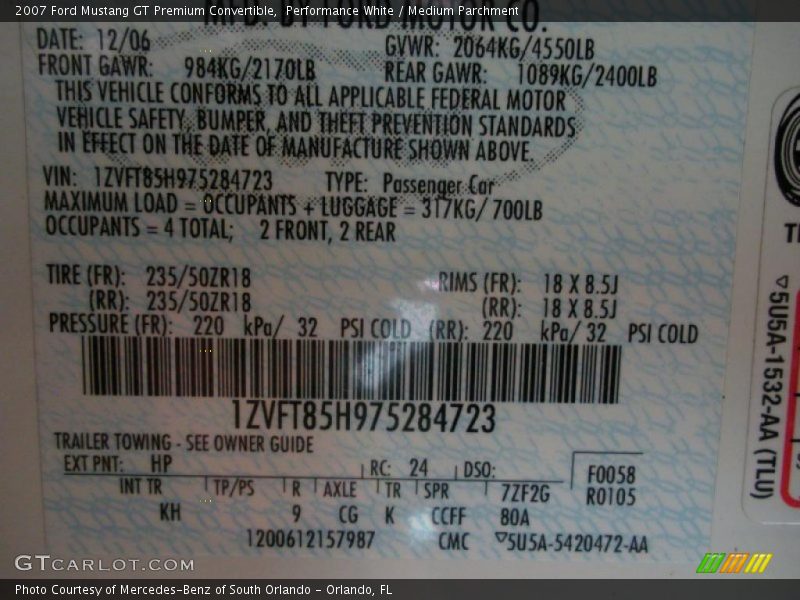 2007 Ford Mustang GT Premium Convertible, Performance White / Medium Parchment
MFD. BY FORD MOTOR CO.
DATE: 12/06 GVWR: 2064KG/4550LB
FRONT GAWR: 984KG/2170LB REAR GAWR: 1089KG/2400LB
THIS VEHICLE CONFORMS TO ALL APPLICABLE FEDERAL MOTOR
VEHICLE SAFETY, BUMPER, AND THEFT PREVENTION STANDARDS
IN EFFECT ON THE DATE OF MANUFACTURE SHOWN ABOVE.
VIN: 1ZVFT85H975284723 TYPE: Passenger Car
MAXIMUM LOAD = OCCUPANTS + LUGGAGE = 317KG/ 700LB
OCCUPANTS = 4 TOTAL; 2 FRONT, 2 REAR
TIRE (FR): 235/50ZR18 RIMS (FR): 18 X 8.5J
(RR): 235/50ZR18 (RR): 18 X 8.5J
PRESSURE (FR): 220 kPa/ 32 PSI COLD (RR): 220 kPa/ 32 PSI COLD
1ZVFT85H975284723
TRAILER TOWING - SEE OWNER GUIDE
EXT PNT: HP RC: 24 DSO: F0058
INT TR TP/PS R AXLE TR SPR 7ZF2G R0105
KH 9 CG K CCFF 80A
1200612157987 CMC ▽5U5A-5420472-AA
▽5U5A-1532-AA (TLU)
GTCARLOT.COM
Photo Courtesy of Mercedes-Benz of South Orlando - Orlando, FL